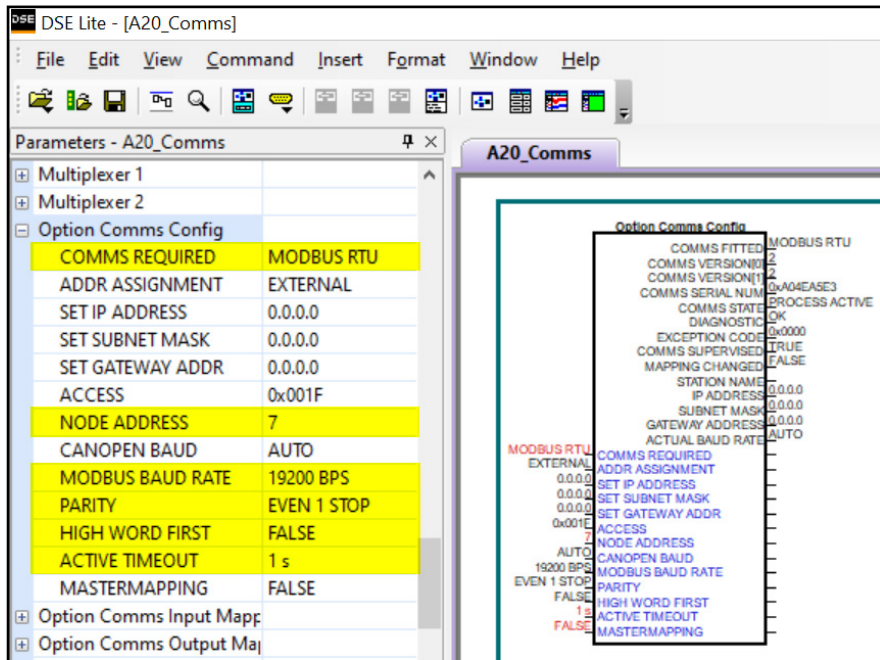 DSE DSE Lite - [A20_Comms]
File Edit View Command Insert Format Window Help
Parameters - A20_Comms
Multiplexer 1
Multiplexer 2
Option Comms Config
COMMS REQUIRED MODBUS RTU
ADDR ASSIGNMENT EXTERNAL
SET IP ADDRESS 0.0.0.0
SET SUBNET MASK 0.0.0.0
SET GATEWAY ADDR 0.0.0.0
ACCESS 0x001F
NODE ADDRESS 7
CANOPEN BAUD AUTO
MODBUS BAUD RATE 19200 BPS
PARITY EVEN 1 STOP
HIGH WORD FIRST FALSE
ACTIVE TIMEOUT 1 s
MASTERMAPPING FALSE
Option Comms Input Mapp
Option Comms Output Ma
A20_Comms
Option Comms Config
COMMS FITTED MODBUS RTU
COMMS VERSION[0] 2
COMMS VERSION[1] 2
COMMS SERIAL NUM 0xA04EA5E3
COMMS STATE PROCESS ACTIVE
DIAGNOSTIC OK
EXCEPTION CODE 0x0000
COMMS SUPERVISED TRUE
MAPPING CHANGED FALSE
STATION NAME
IP ADDRESS 0.0.0.0
SUBNET MASK 0.0.0.0
GATEWAY ADDRESS 0.0.0.0
ACTUAL BAUD RATE AUTO
MODBUS RTU COMMS REQUIRED
EXTERNAL ADDR ASSIGNMENT
0.0.0.0 SET IP ADDRESS
0.0.0.0 SET SUBNET MASK
0.0.0.0 SET GATEWAY ADDR
0x001F ACCESS
7 NODE ADDRESS
AUTO CANOPEN BAUD
19200 BPS MODBUS BAUD RATE
EVEN 1 STOP PARITY
FALSE HIGH WORD FIRST
1 s ACTIVE TIMEOUT
FALSE MASTERMAPPING